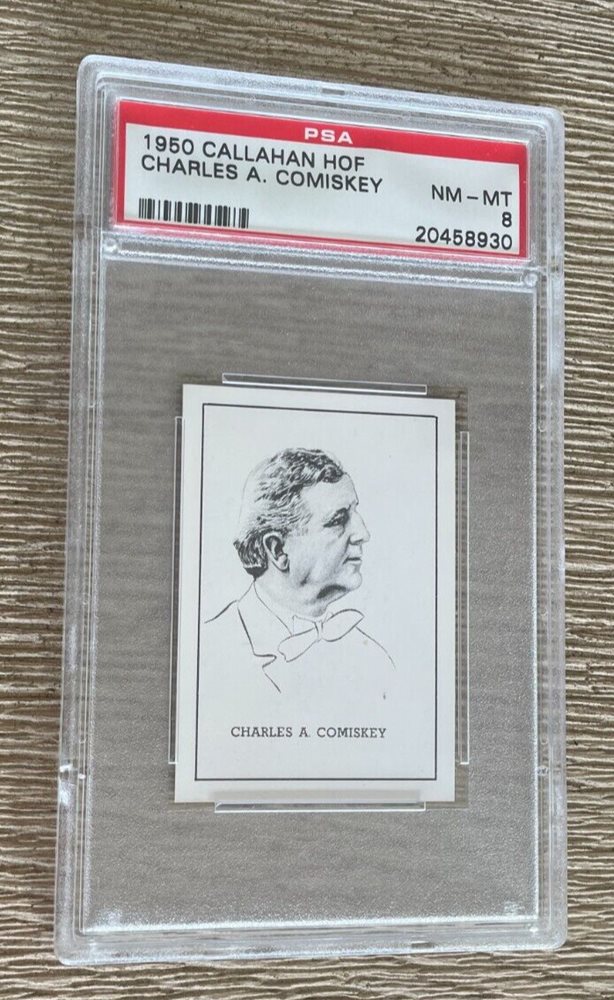 PSA
1950 CALLAHAN HOF
CHARLES A. COMISKEY
NM - MT
8
20458930
CHARLES A. COMISKEY